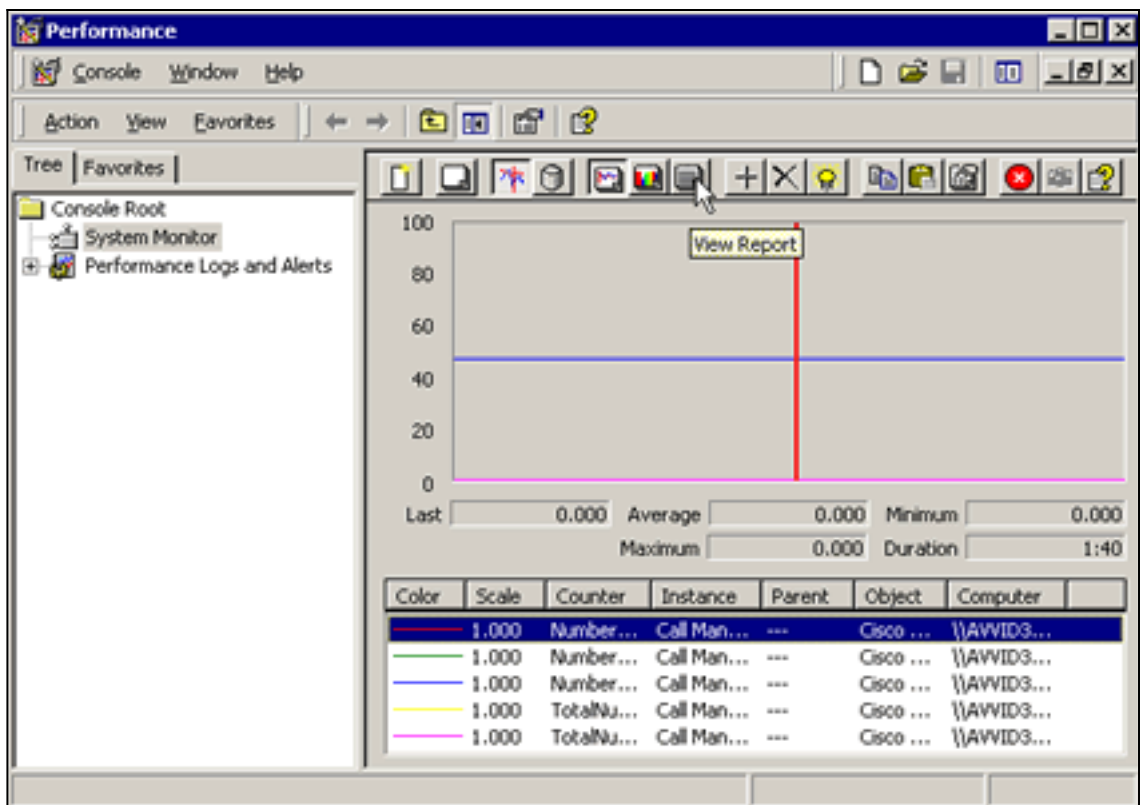 Performance
Console Window Help
Action View Favorites
Tree Favorites
Console Root
System Monitor
Performance Logs and Alerts
View Report
100
80
60
40
20
0
Last 0.000 Average 0.000 Minimum 0.000
Maximum 0.000 Duration 1:40
Color Scale Counter Instance Parent Object Computer
1.000 Number... Call Man... --- Cisco ... \\AVVID3...
1.000 Number... Call Man... --- Cisco ... \\AVVID3...
1.000 Number... Call Man... --- Cisco ... \\AVVID3...
1.000 TotalNu... Call Man... --- Cisco ... \\AVVID3...
1.000 TotalNu... Call Man... --- Cisco ... \\AVVID3...